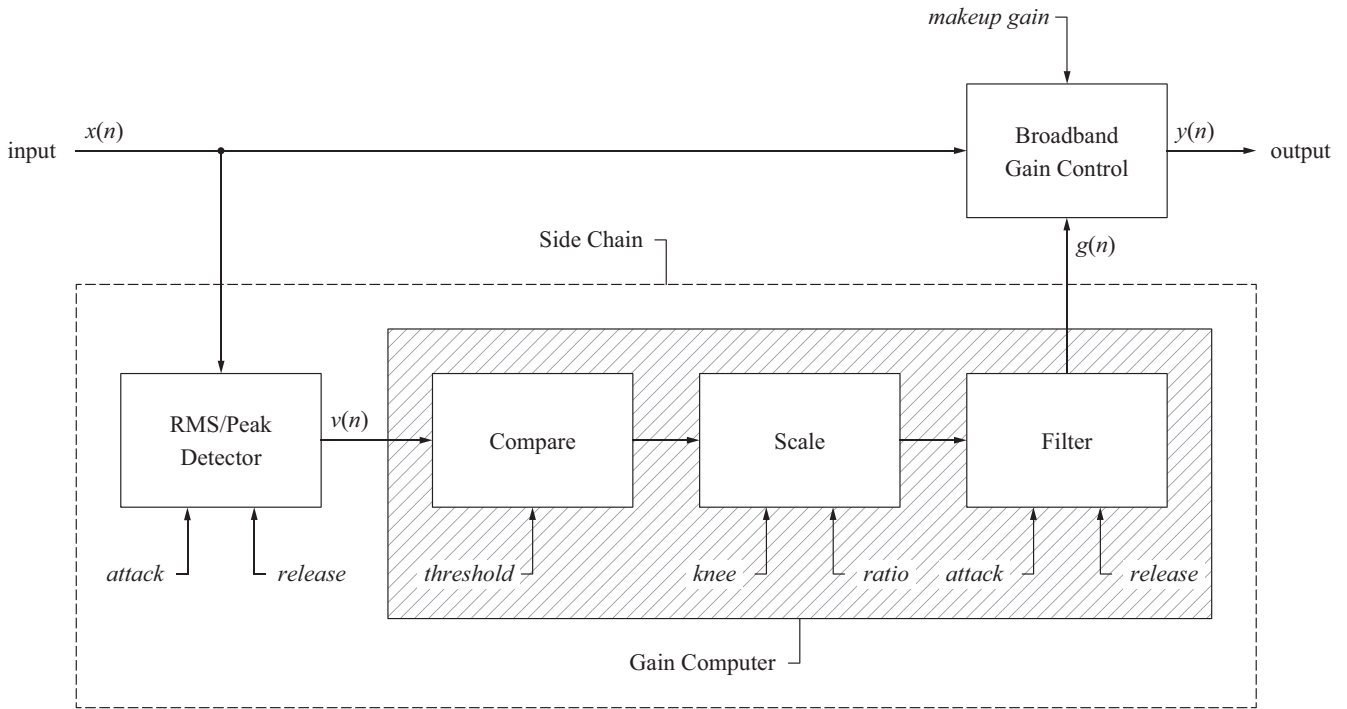 makeup gain
input
x(n)
Broadband
Gain Control
y(n)
output
Side Chain
g(n)
RMS/Peak
Detector
v(n)
Compare
Scale
Filter
attack
release
threshold
knee
ratio
attack
release
Gain Computer